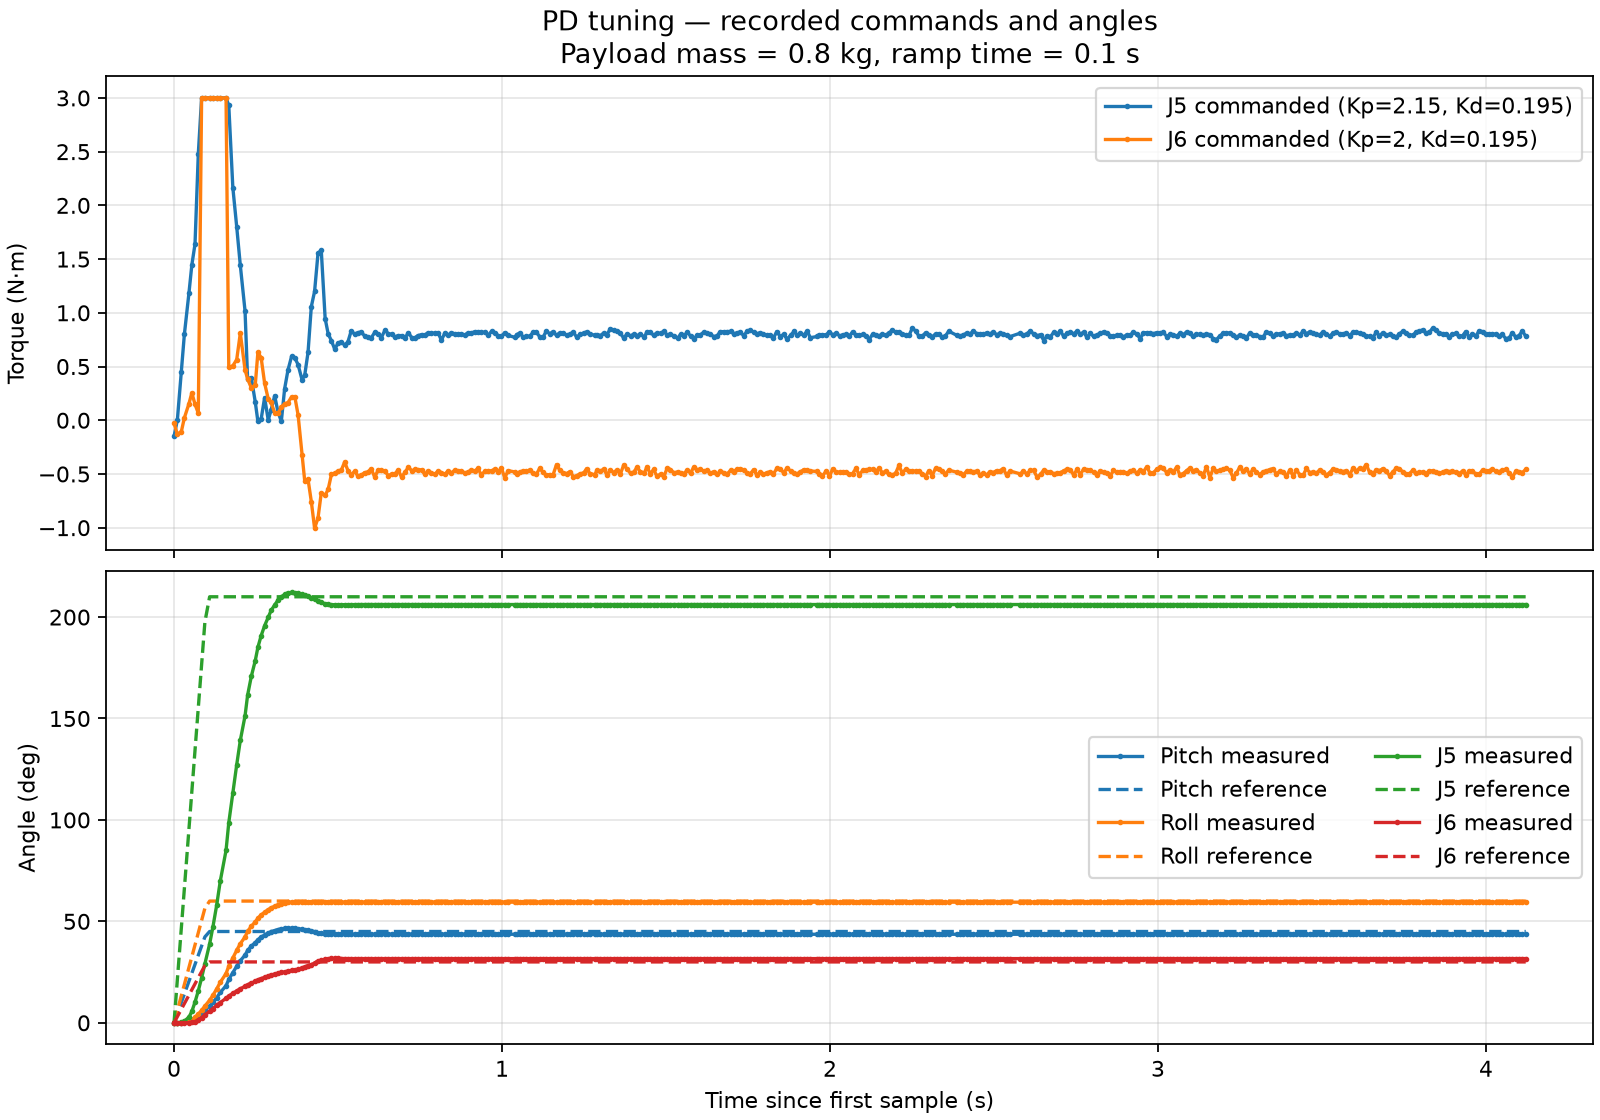 PD tuning — recorded commands and angles
Payload mass = 0.8 kg, ramp time = 0.1 s
Torque (N·m)
3.0
2.5
2.0
1.5
1.0
0.5
0.0
−0.5
−1.0
J5 commanded (Kp=2.15, Kd=0.195)
J6 commanded (Kp=2, Kd=0.195)
Angle (deg)
200
150
100
50
0
Pitch measured
Pitch reference
Roll measured
Roll reference
J5 measured
J5 reference
J6 measured
J6 reference
0 1 2 3 4
Time since first sample (s)